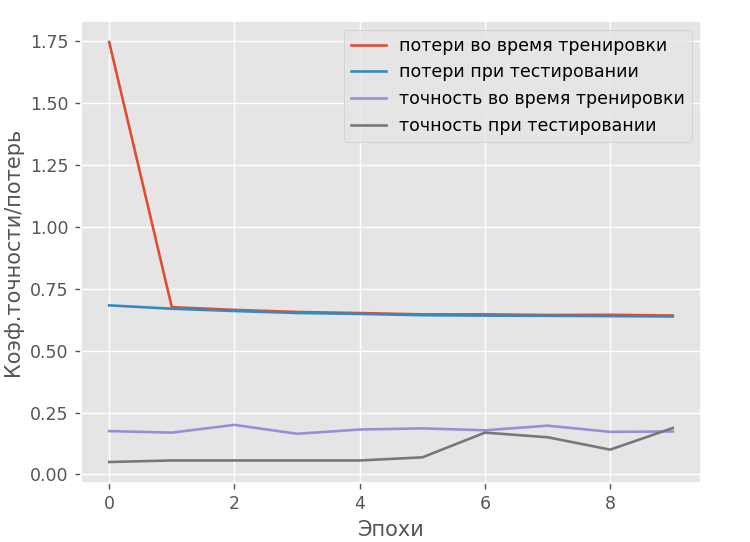 потери во время тренировки
потери при тестировании
точность во время тренировки
точность при тестировании
Коэф.точности/потерь
1.75
1.50
1.25
1.00
0.75
0.50
0.25
0.00
0 2 4 6 8
Эпохи